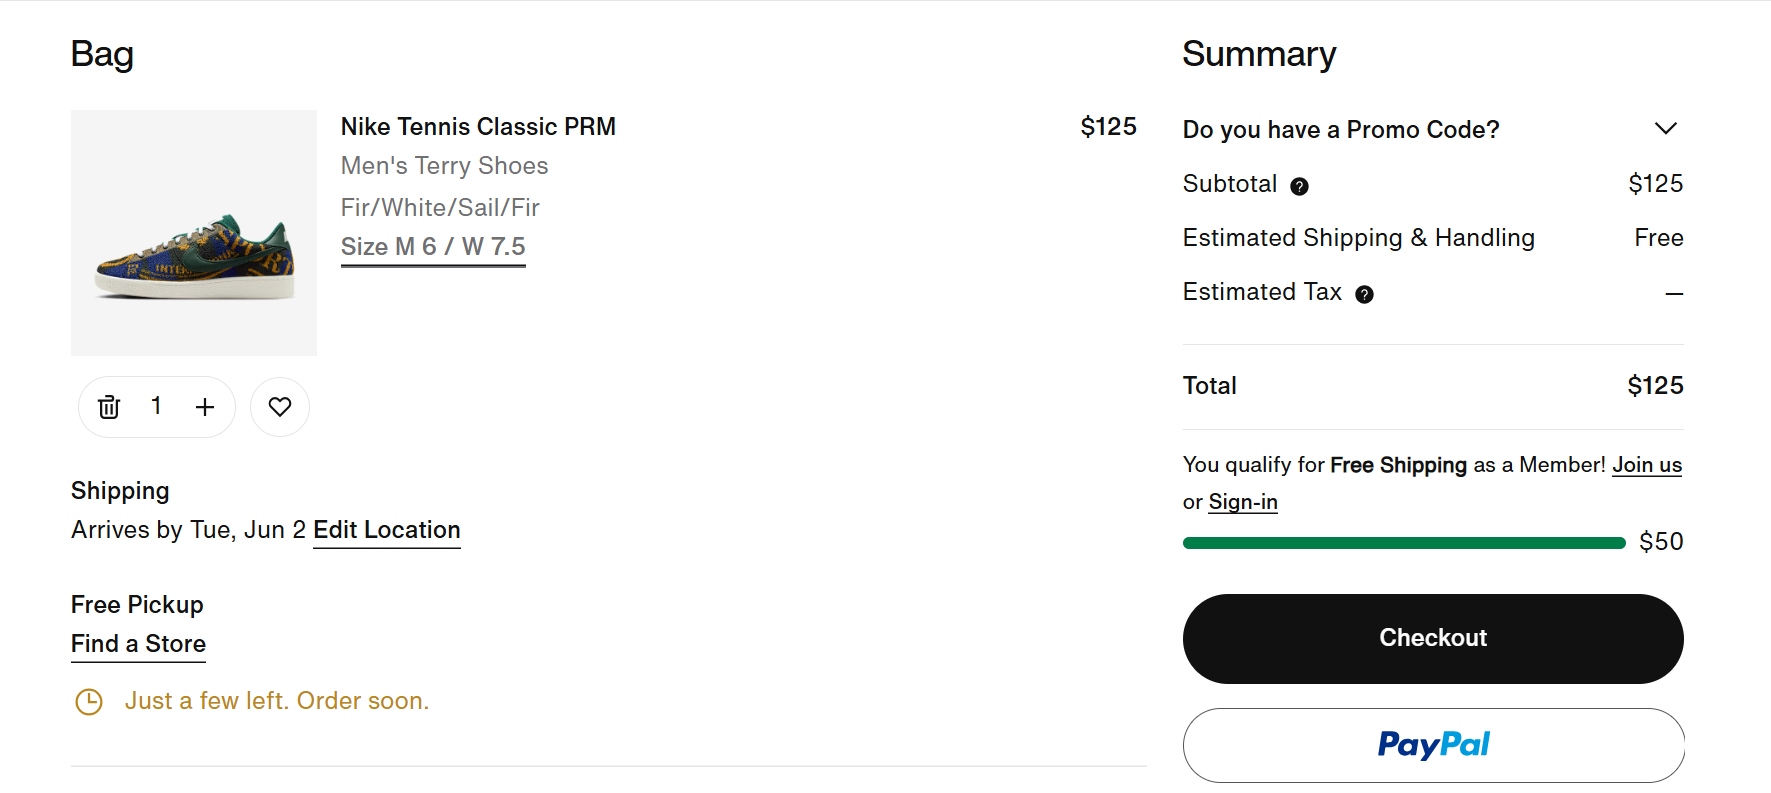 Bag
Nike Tennis Classic PRM
$125
Men's Terry Shoes
Fir/White/Sail/Fir
Size M 6 / W 7.5
1
Shipping
Arrives by Tue, Jun 2 Edit Location
Free Pickup
Find a Store
Just a few left. Order soon.
Summary
Do you have a Promo Code?
Subtotal ? $125
Estimated Shipping & Handling Free
Estimated Tax ? —
Total $125
You qualify for Free Shipping as a Member! Join us
or Sign-in
$50
Checkout
PayPal